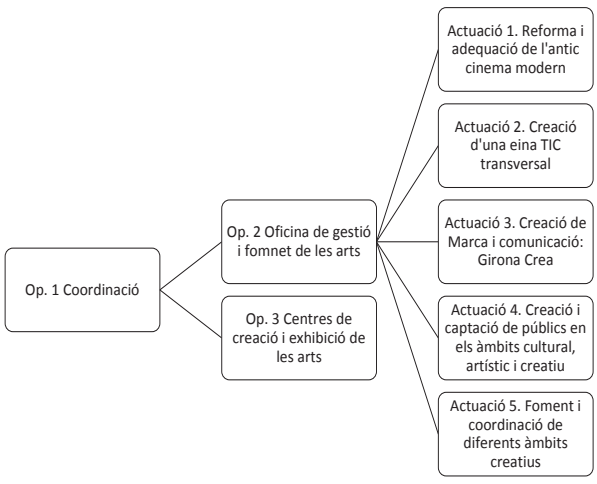 Op. 1 Coordinació
Op. 2 Oficina de gestió
i fomnet de les arts
Op. 3 Centres de
creació i exhibició de
les arts
Actuació 1. Reforma i
adequació de l'antic
cinema modern
Actuació 2. Creació
d'una eina TIC
transversal
Actuació 3. Creació de
Marca i comunicació:
Girona Crea
Actuació 4. Creació i
captació de públics en
els àmbits cultural,
artístic i creatiu
Actuació 5. Foment i
coordinació de
diferents àmbits
creatius